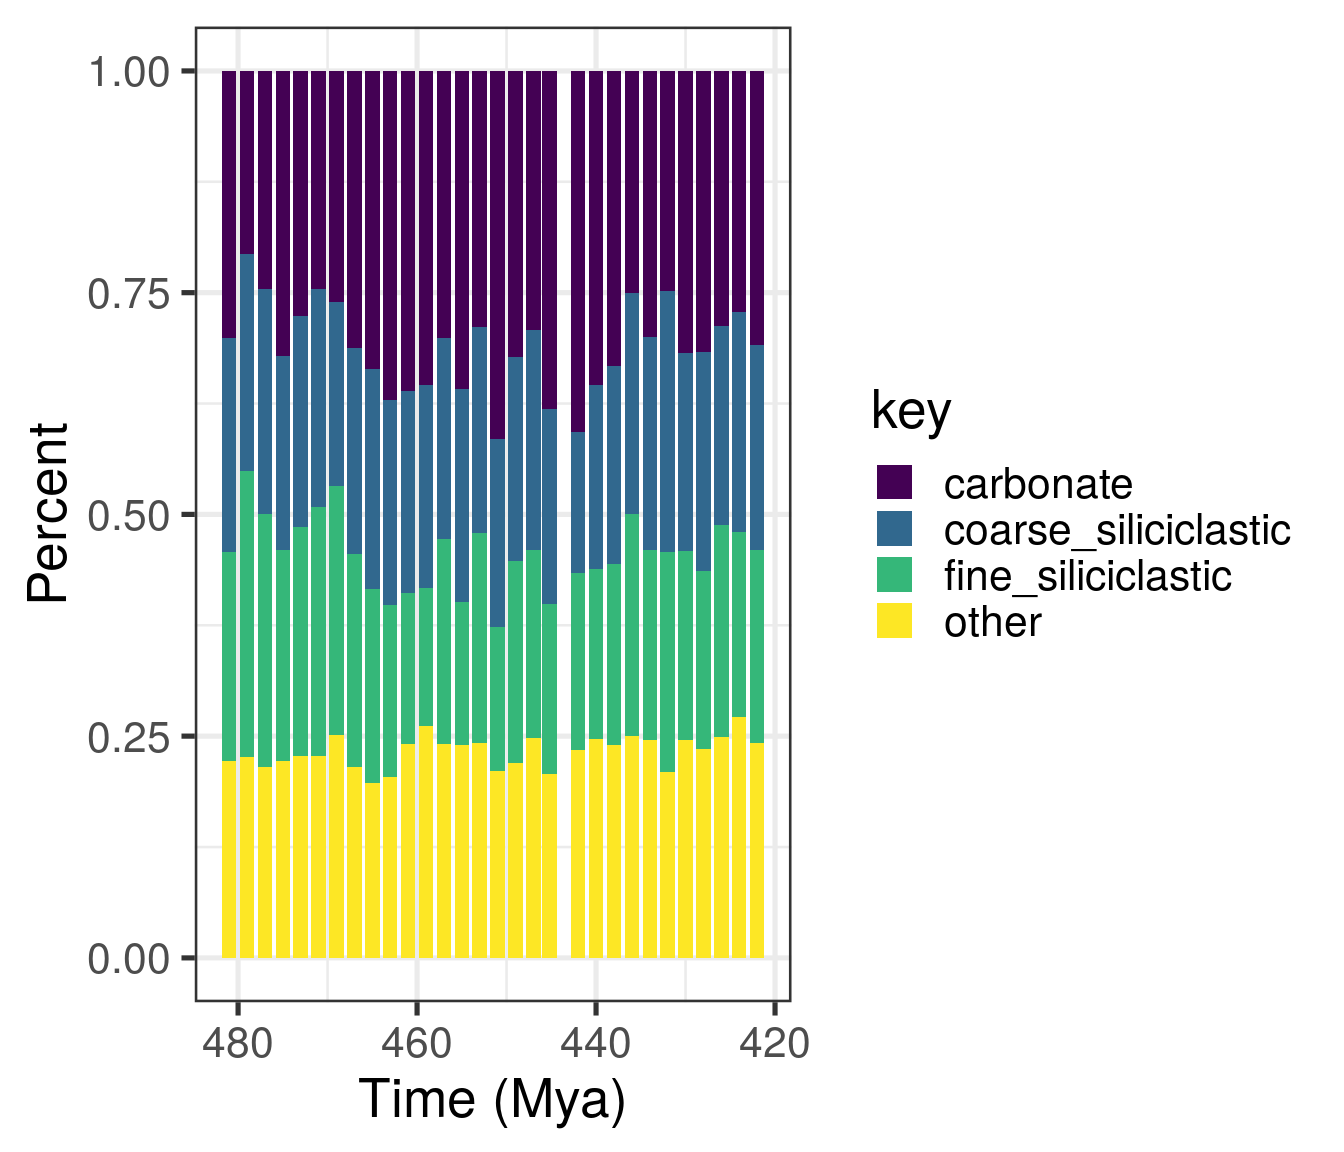 1.00
0.75
0.50
0.25
0.00
Percent
480 460 440 420
Time (Mya)
key
carbonate
coarse_siliciclastic
fine_siliciclastic
other